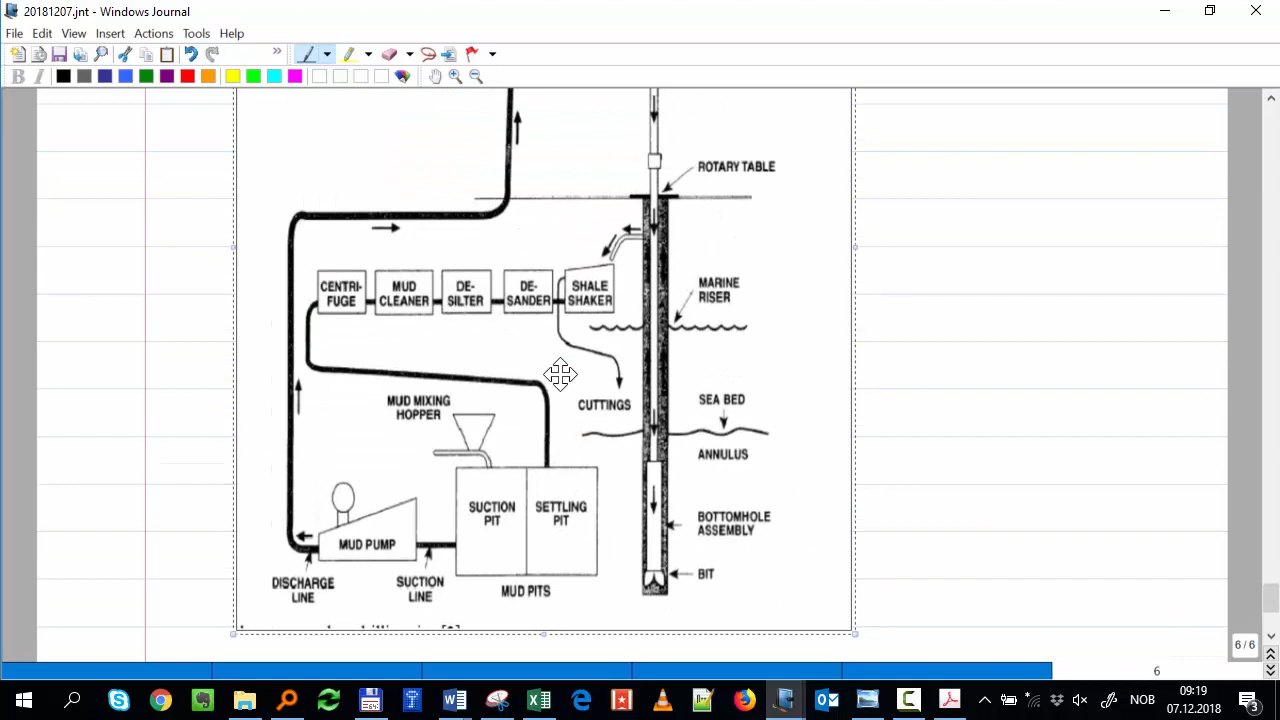 20181207.jnt - Windows Journal
File Edit View Insert Actions Tools Help
B I
ROTARY TABLE
MARINE
RISER
CENTRI-
FUGE
MUD
CLEANER
DE-
SILTER
DE-
SANDER
SHALE
SHAKER
MUD MIXING
HOPPER
CUTTINGS
SEA BED
ANNULUS
SUCTION
PIT
SETTLING
PIT
BOTTOMHOLE
ASSEMBLY
MUD PUMP
BIT
DISCHARGE
LINE
SUCTION
LINE
MUD PITS
6 / 6
6
NOB
09:19
07.12.2018
3